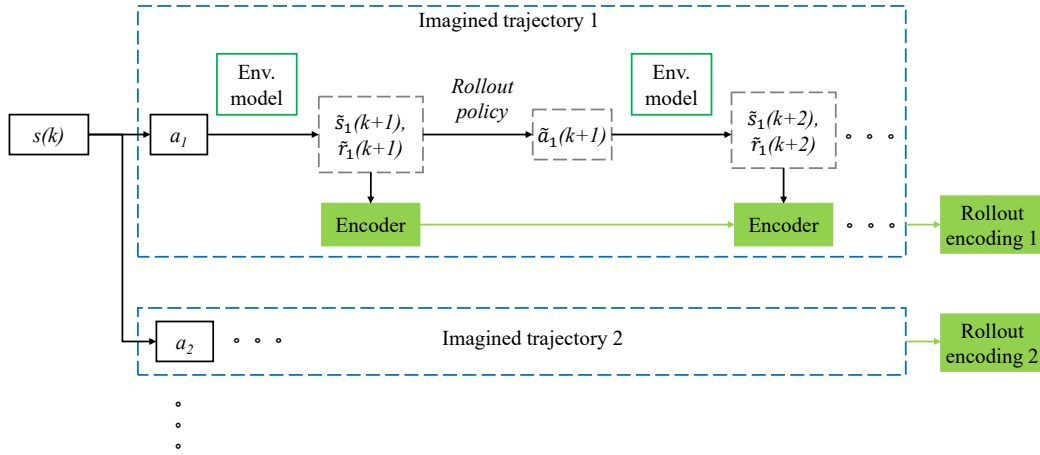 Imagined trajectory 1
Env.
model
Rollout
policy
Env.
model
s(k)
a₁
s̃₁(k+1),
r̃₁(k+1)
ã₁(k+1)
s̃₁(k+2),
r̃₁(k+2)
Encoder
Encoder
Rollout
encoding 1
a₂
Imagined trajectory 2
Rollout
encoding 2